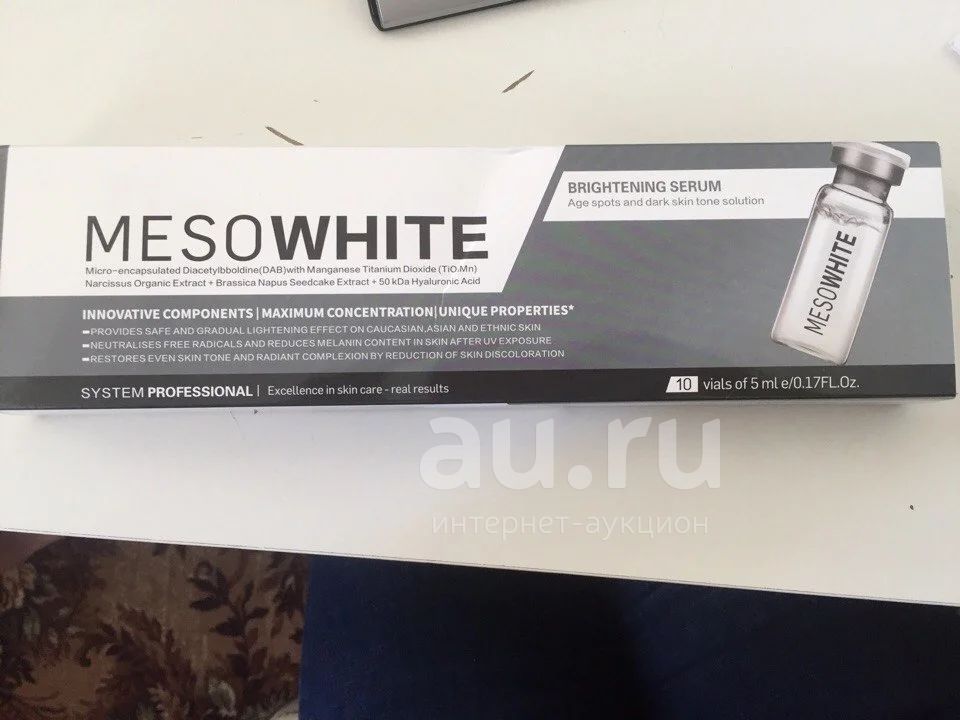 MESOWHITE
Micro-encapsulated Diacetylbboldine(DAB)with Manganese Titanium Dioxide (TiO₂Mn)
Narcissus Organic Extract + Brassica Napus Seedcake Extract + 50 kDa Hyaluronic Acid
BRIGHTENING SERUM
Age spots and dark skin tone solution
MESOWHITE
INNOVATIVE COMPONENTS | MAXIMUM CONCENTRATION| UNIQUE PROPERTIES*
-PROVIDES SAFE AND GRADUAL LIGHTENING EFFECT ON CAUCASIAN,ASIAN AND ETHNIC SKIN
-NEUTRALISES FREE RADICALS AND REDUCES MELANIN CONTENT IN SKIN AFTER UV EXPOSURE
-RESTORES EVEN SKIN TONE AND RADIANT COMPLEXION BY REDUCTION OF SKIN DISCOLORATION
SYSTEM PROFESSIONAL | Excellence in skin care - real results
10 vials of 5 ml e/0.17FL.Oz.
au.ru
интернет-аукцион